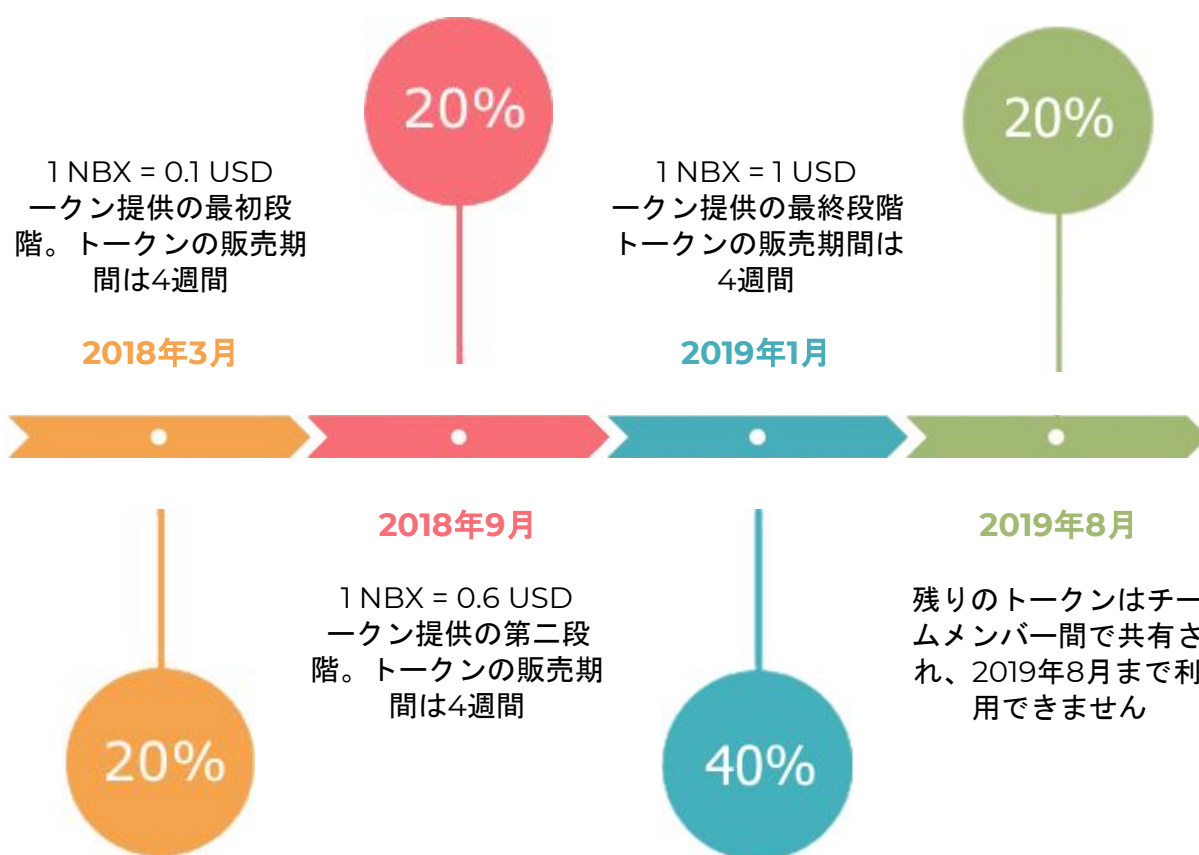 20%
20%
1 NBX = 0.1 USD
ークン提供の最初段
階。トークンの販売期
間は4週間
2018年3月
1 NBX = 1 USD
ークン提供の最終段階
トークンの販売期間は
4週間
2019年1月
2018年9月
1 NBX = 0.6 USD
ークン提供の第二段
階。トークンの販売期
間は4週間
2019年8月
残りのトークンはチー
ムメンバー間で共有さ
れ、2019年8月まで利
用できません
20%
40%